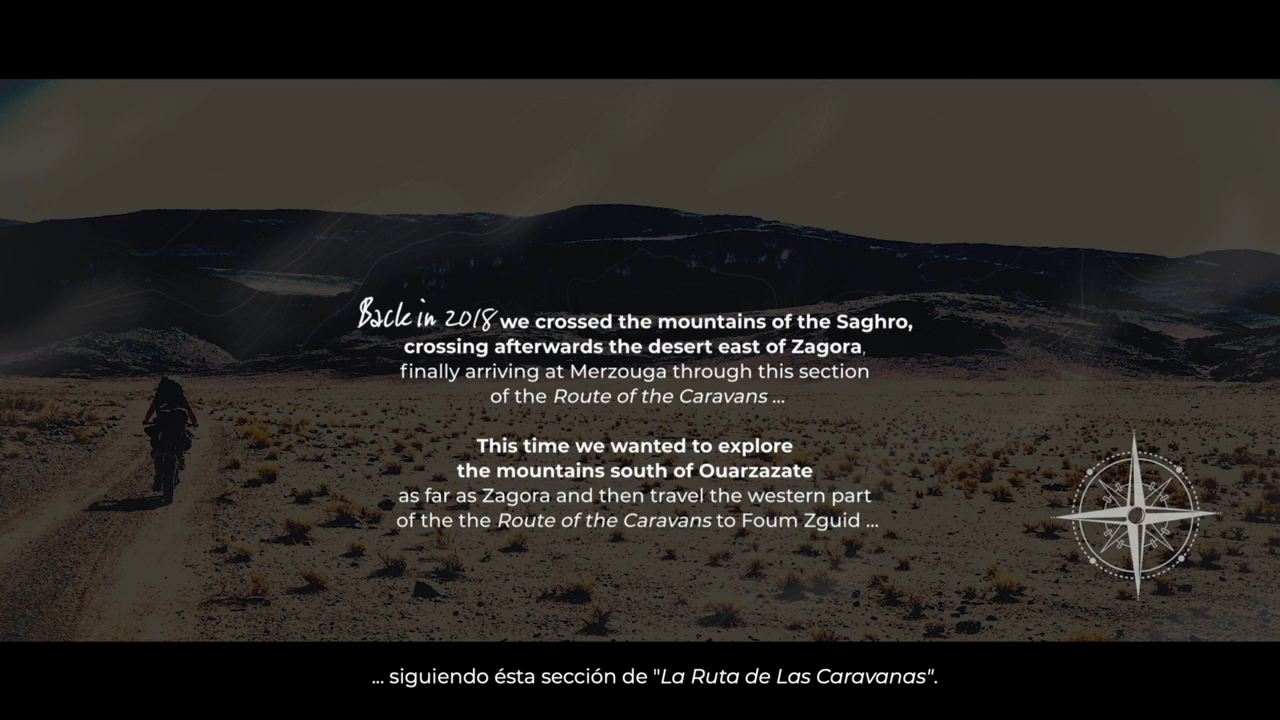 Back in 2018 we crossed the mountains of the Saghro,
crossing afterwards the desert east of Zagora,
finally arriving at Merzouga through this section
of the Route of the Caravans ...
This time we wanted to explore
the mountains south of Ouarzazate
as far as Zagora and then travel the western part
of the the Route of the Caravans to Foum Zguid ...
... siguiendo ésta sección de "La Ruta de Las Caravanas".